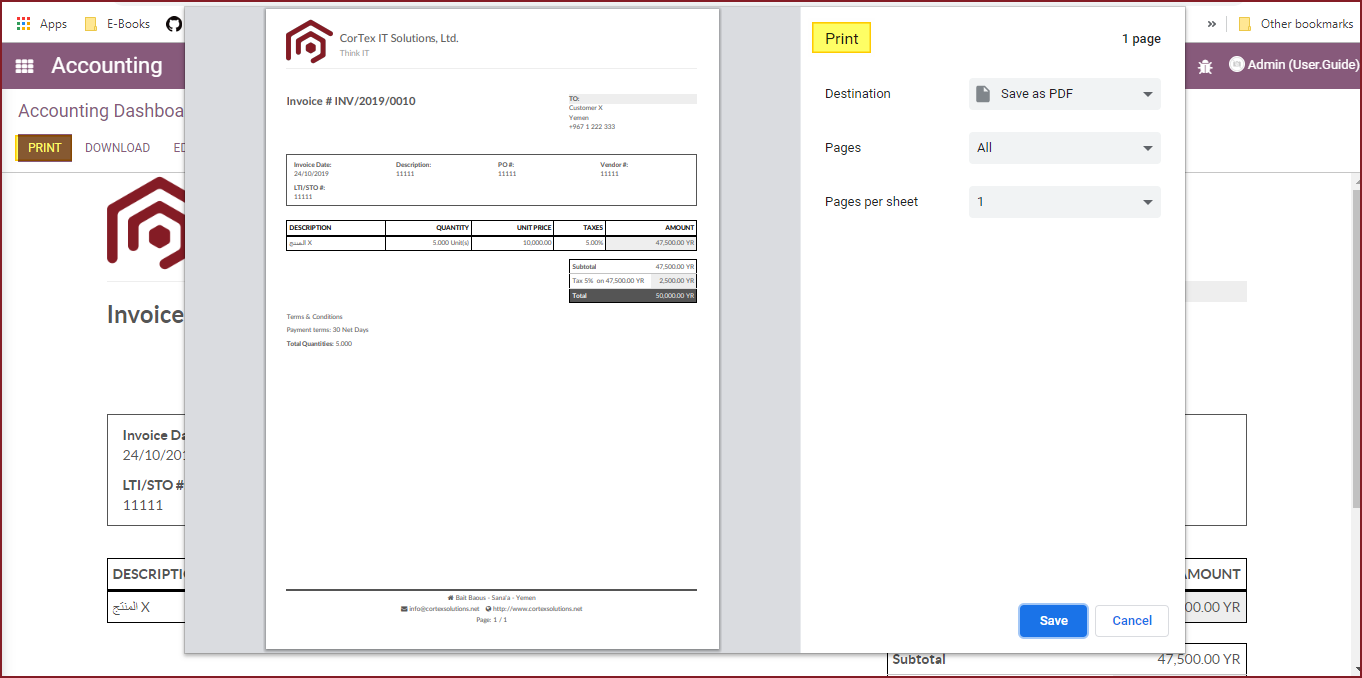 Apps
E-Books
»
Other bookmarks
Accounting
Admin (User.Guide)
Accounting Dashboa
PRINT
DOWNLOAD
ED
Invoice
Invoice Da
24/10/201
LTI/STO #
11111
DESCRIPTI
المنتج X
CorTex IT Solutions, Ltd.
Think IT
Invoice # INV/2019/0010
TO:
Customer X
Yemen
+967 1 222 333
Invoice Date:
Description:
PO #:
Vendor #:
24/10/2019
11111
11111
11111
LTI/STO #:
11111
DESCRIPTION QUANTITY UNIT PRICE TAXES AMOUNT
المنتج X 5.000 Unit(s) 10,000.00 5.00% 47,500.00 YR
Subtotal 47,500.00 YR
Tax 5% on 47,500.00 YR 2,500.00 YR
Total 50,000.00 YR
Terms & Conditions
Payment terms: 30 Net Days
Total Quantities: 5.000
Bait Baous - Sana'a - Yemen
info@cortexsolutions.net http://www.cortexsolutions.net
Page: 1 / 1
Print
1 page
Destination
Save as PDF
Pages
All
Pages per sheet
1
Save
Cancel
AMOUNT
00.00 YR
Subtotal 47,500.00 YR